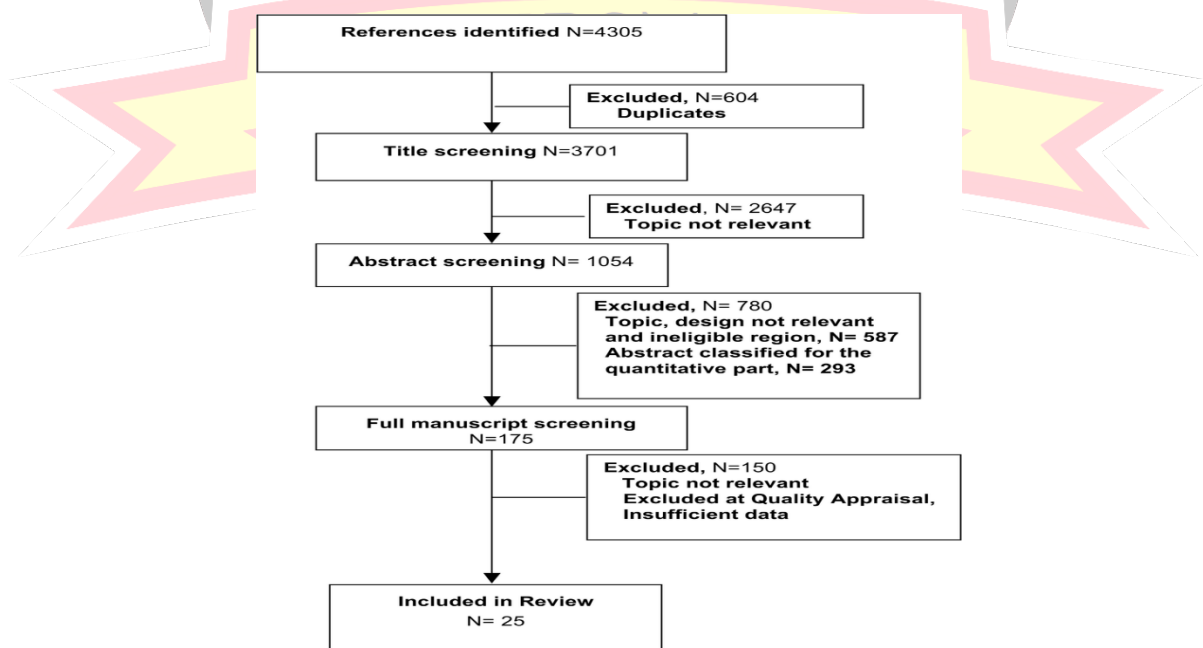 References identified N=4305
Excluded, N=604
Duplicates
Title screening N=3701
Excluded, N= 2647
Topic not relevant
Abstract screening N= 1054
Excluded, N= 780
Topic, design not relevant
and ineligible region, N= 587
Abstract classified for the
quantitative part, N= 293
Full manuscript screening
N=175
Excluded, N=150
Topic not relevant
Excluded at Quality Appraisal,
Insufficient data
Included in Review
N= 25